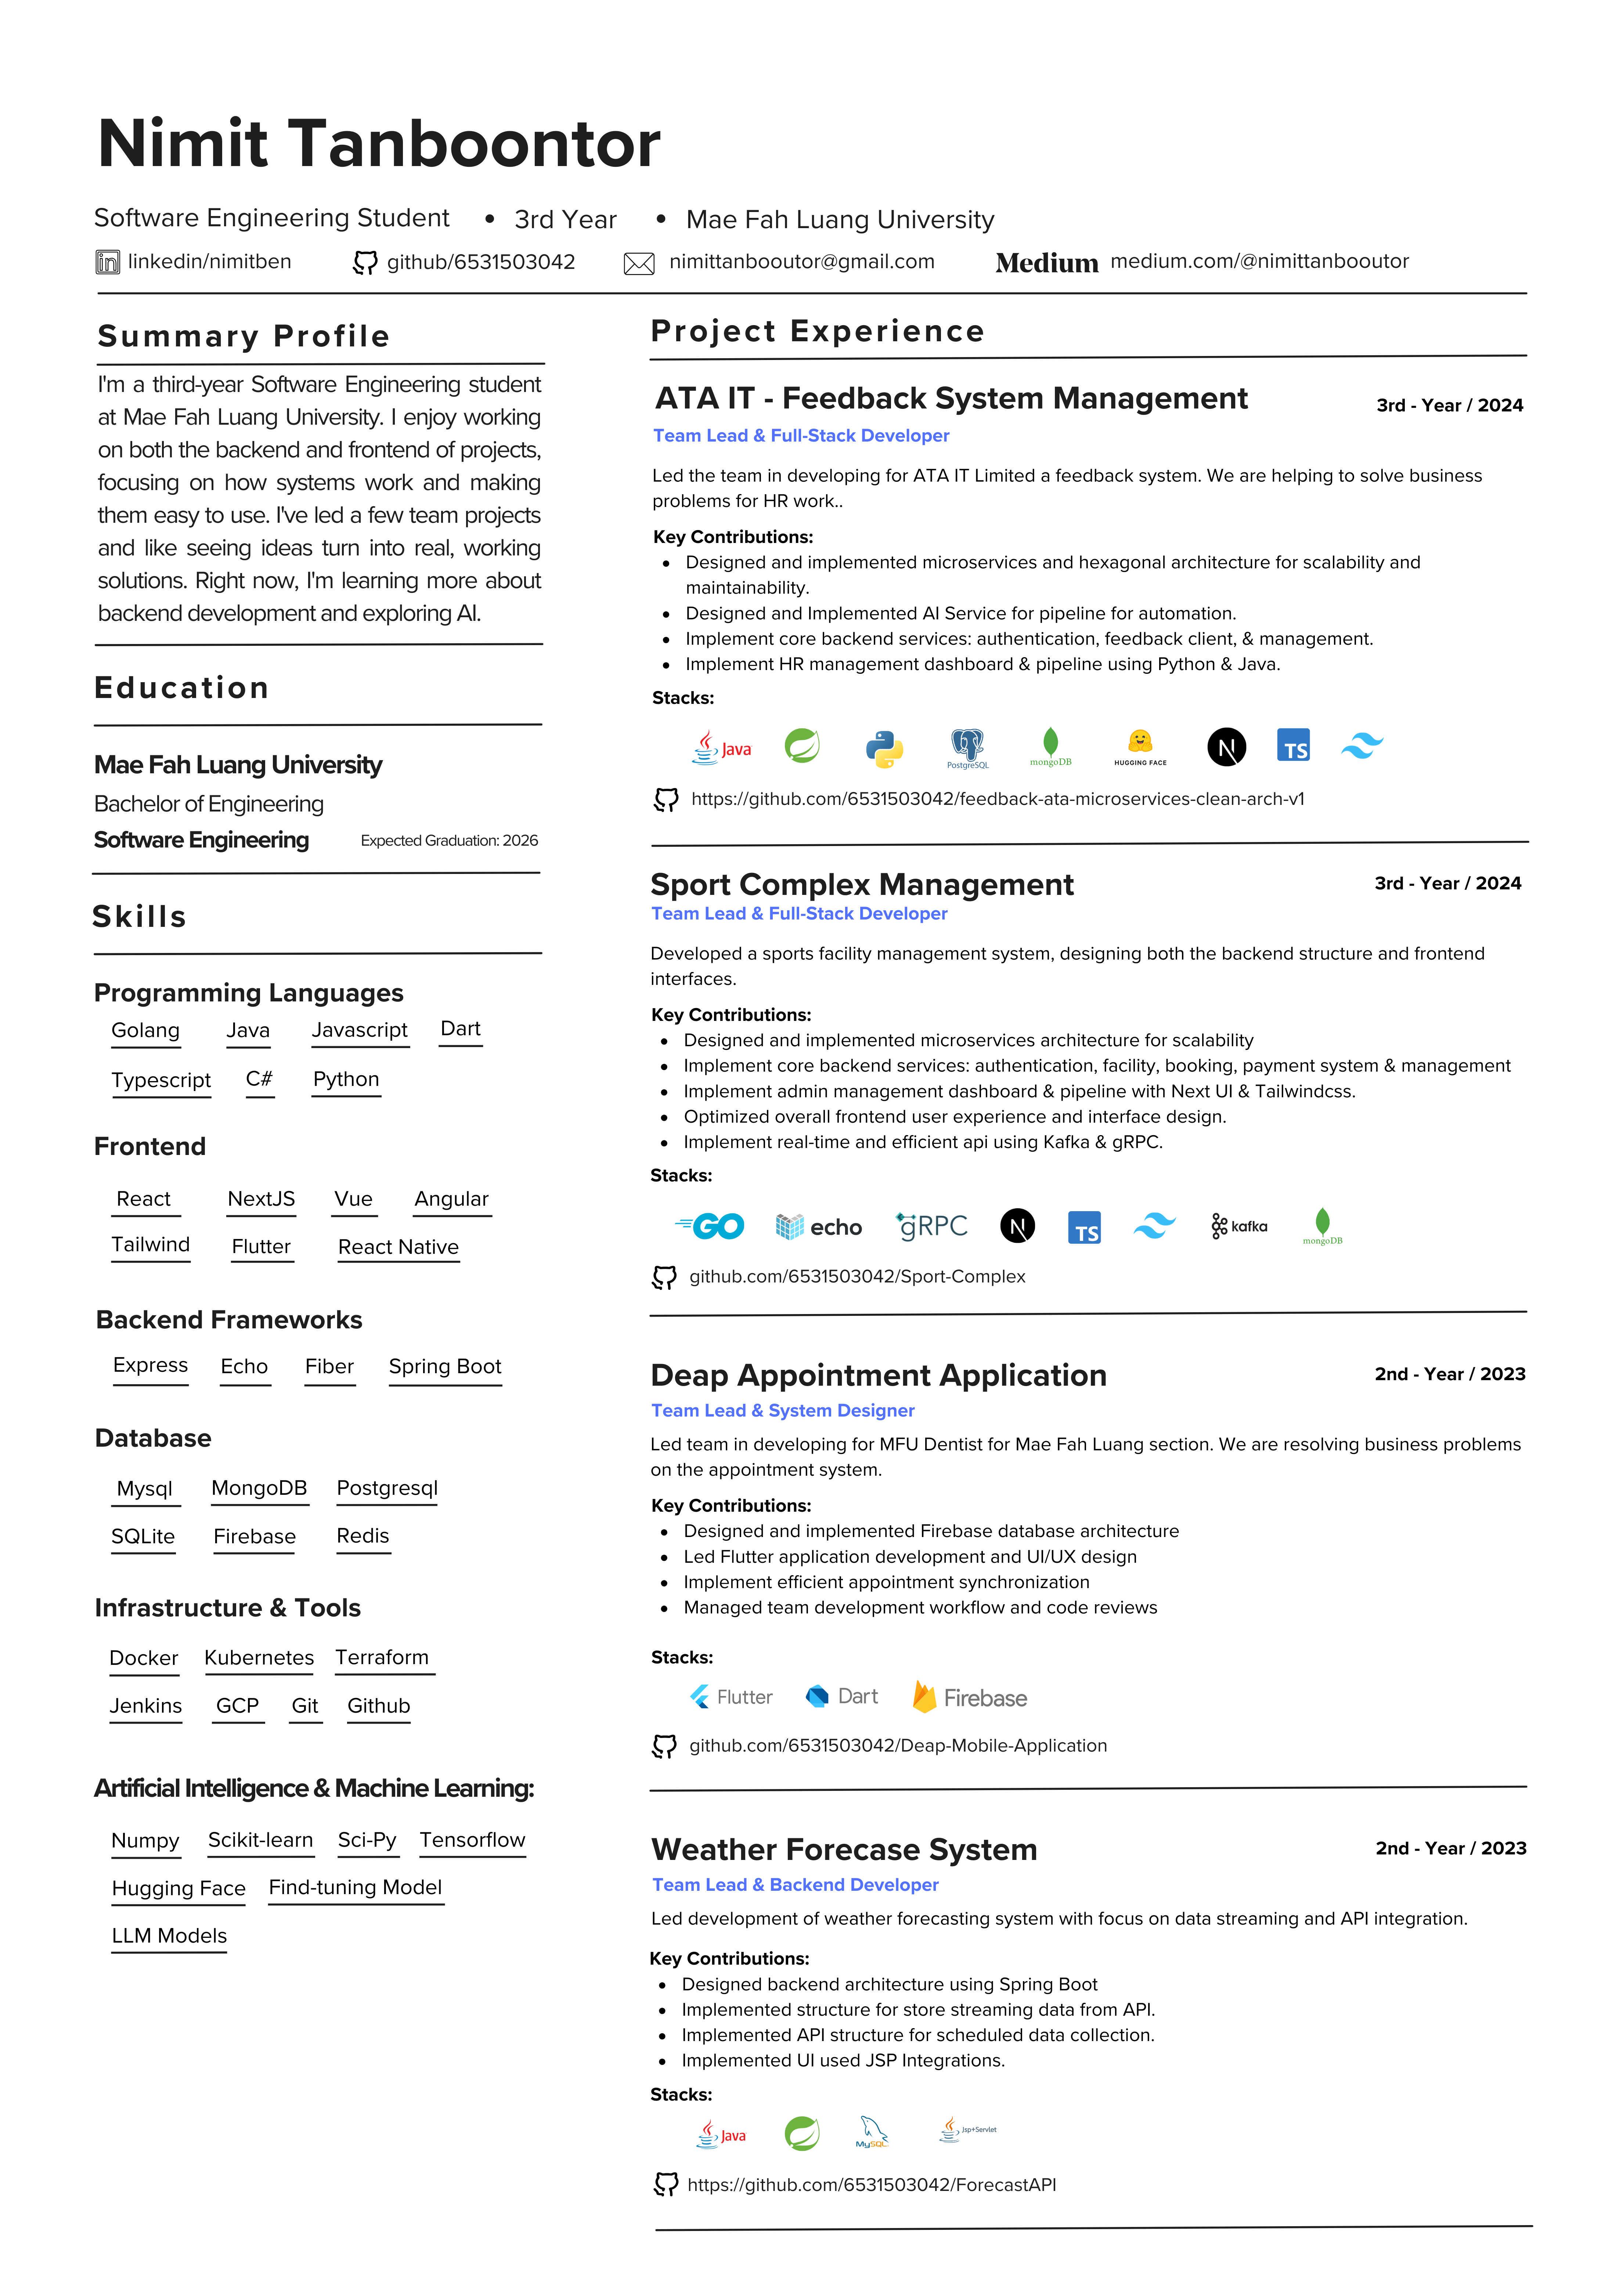 Nimit Tanboontor
Software Engineering Student • 3rd Year • Mae Fah Luang University
in linkedin/nimitben github/6531503042 nimittanbooutor@gmail.com Medium medium.com/@nimittanbooutor
Summary Profile
I'm a third-year Software Engineering student
at Mae Fah Luang University. I enjoy working
on both the backend and frontend of projects,
focusing on how systems work and making
them easy to use. I've led a few team projects
and like seeing ideas turn into real, working
solutions. Right now, I'm learning more about
backend development and exploring AI.
Education
Mae Fah Luang University
Bachelor of Engineering
Software Engineering Expected Graduation: 2026
Skills
Programming Languages
Golang Java Javascript Dart
Typescript C# Python
Frontend
React NextJS Vue Angular
Tailwind Flutter React Native
Backend Frameworks
Express Echo Fiber Spring Boot
Database
Mysql MongoDB Postgresql
SQLite Firebase Redis
Infrastructure & Tools
Docker Kubernetes Terraform
Jenkins GCP Git Github
Artificial Intelligence & Machine Learning:
Numpy Scikit-learn Sci-Py Tensorflow
Hugging Face Find-tuning Model
LLM Models
Project Experience
ATA IT - Feedback System Management 3rd - Year / 2024
Team Lead & Full-Stack Developer
Led the team in developing for ATA IT Limited a feedback system. We are helping to solve business
problems for HR work..
Key Contributions:
• Designed and implemented microservices and hexagonal architecture for scalability and
maintainability.
• Designed and Implemented AI Service for pipeline for automation.
• Implement core backend services: authentication, feedback client, & management.
• Implement HR management dashboard & pipeline using Python & Java.
Stacks:
Java PostgreSQL mongoDB HUGGING FACE N TS
https://github.com/6531503042/feedback-ata-microservices-clean-arch-v1
Sport Complex Management 3rd - Year / 2024
Team Lead & Full-Stack Developer
Developed a sports facility management system, designing both the backend structure and frontend
interfaces.
Key Contributions:
• Designed and implemented microservices architecture for scalability
• Implement core backend services: authentication, facility, booking, payment system & management
• Implement admin management dashboard & pipeline with Next UI & Tailwindcss.
• Optimized overall frontend user experience and interface design.
• Implement real-time and efficient api using Kafka & gRPC.
Stacks:
GO echo gRPC N TS kafka mongoDB
github.com/6531503042/Sport-Complex
Deap Appointment Application 2nd - Year / 2023
Team Lead & System Designer
Led team in developing for MFU Dentist for Mae Fah Luang section. We are resolving business problems
on the appointment system.
Key Contributions:
• Designed and implemented Firebase database architecture
• Led Flutter application development and UI/UX design
• Implement efficient appointment synchronization
• Managed team development workflow and code reviews
Stacks:
Flutter Dart Firebase
github.com/6531503042/Deap-Mobile-Application
Weather Forecase System 2nd - Year / 2023
Team Lead & Backend Developer
Led development of weather forecasting system with focus on data streaming and API integration.
Key Contributions:
• Designed backend architecture using Spring Boot
• Implemented structure for store streaming data from API.
• Implemented API structure for scheduled data collection.
• Implemented UI used JSP Integrations.
Stacks:
Java MySQL Jsp+Servlet
https://github.com/6531503042/ForecastAPI